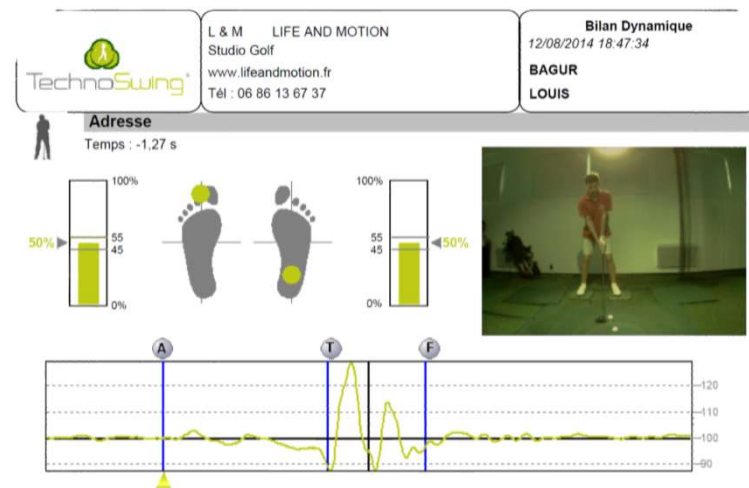 TechnoSwing®
L & M LIFE AND MOTION
Studio Golf
www.lifeandmotion.fr
Tél : 06 86 13 67 37
Bilan Dynamique
12/08/2014 18:47:34
BAGUR
LOUIS
Adresse
Temps : -1,27 s
100%
55
50%
45
0%
100%
55
50%
45
0%
A
T
F
120
110
100
90